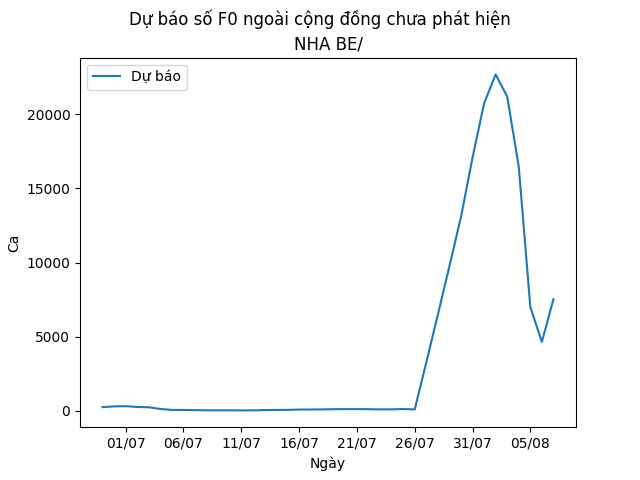 Dự báo số F0 ngoài cộng đồng chưa phát hiện
NHA BE/
Dự báo
20000
15000
10000
5000
0
Ca
01/07 06/07 11/07 16/07 21/07 26/07 31/07 05/08
Ngày